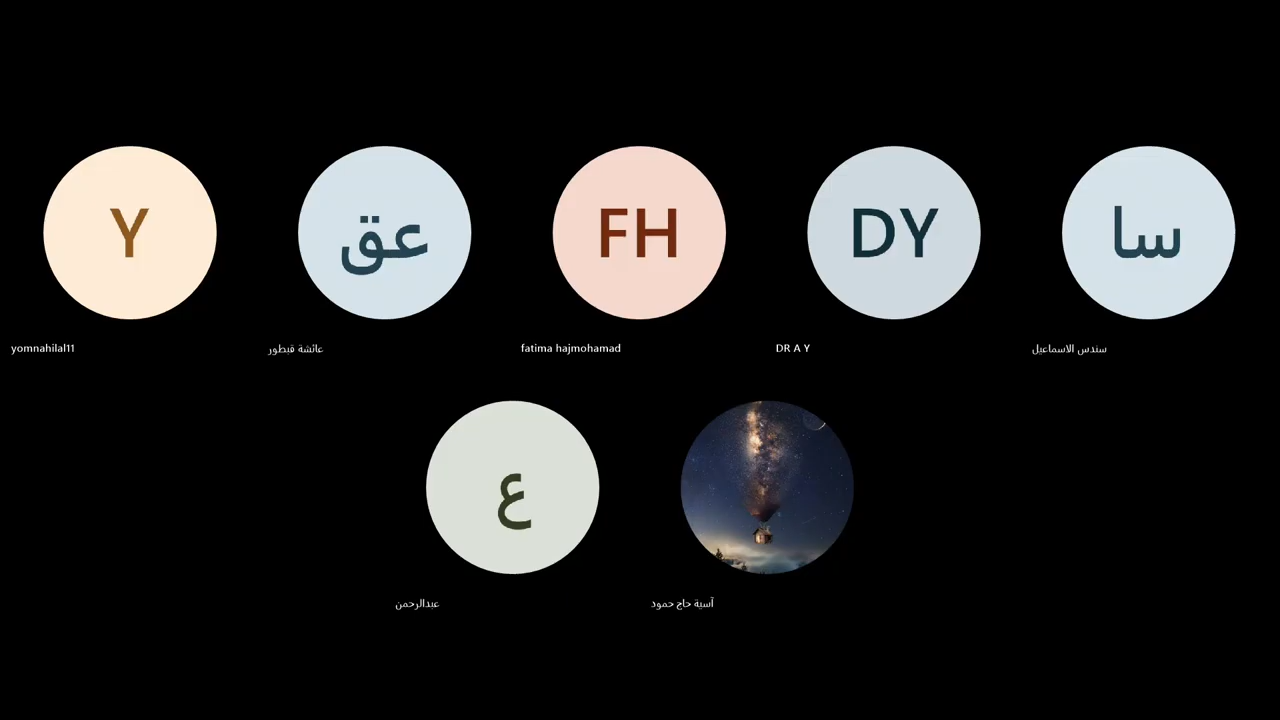 Y
عق
FH
DY
سا
yomnahilal11
عائشة قبطور
fatima hajmohamad
DR A Y
سندس الاسماعيل
ع
عبدالرحمن
آسية حاج حمود